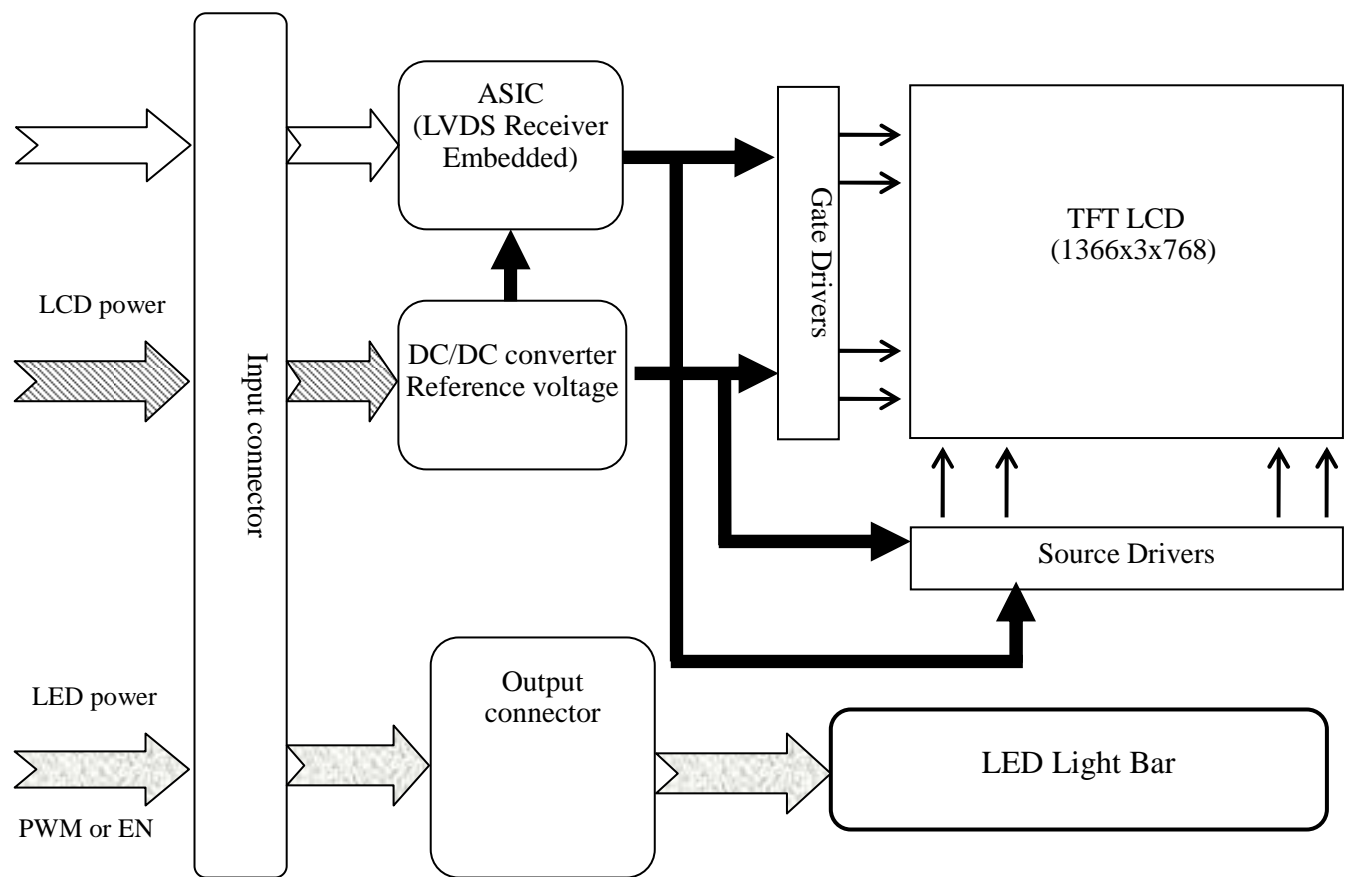 ASIC
(LVDS Receiver
Embedded)
Gate Drivers
TFT LCD
(1366x3x768)
LCD power
Input connector
DC/DC converter
Reference voltage
Source Drivers
LED power
Output
connector
LED Light Bar
PWM or EN